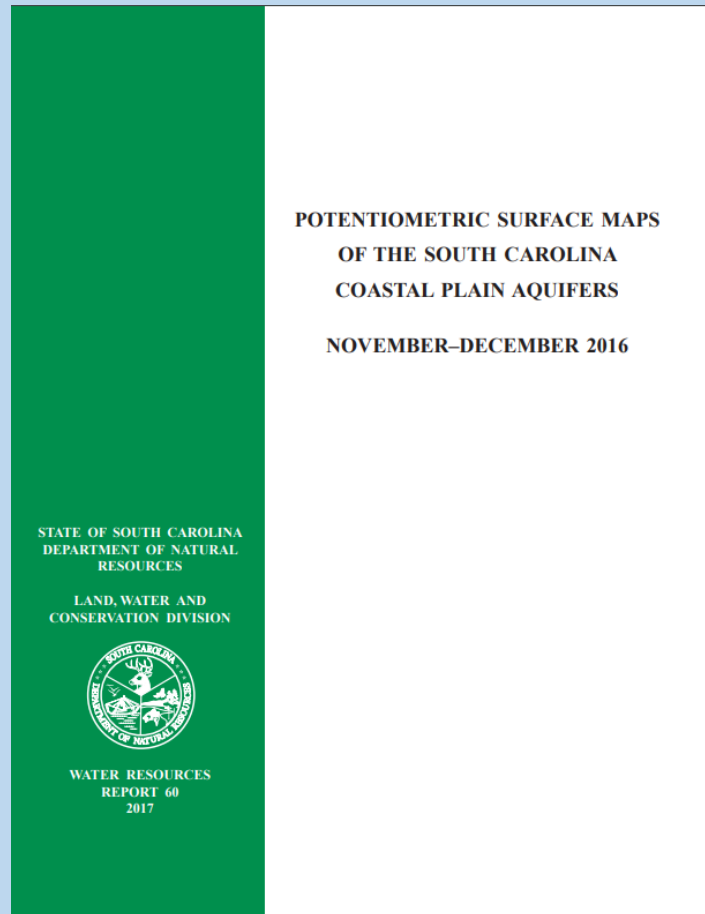 POTENTIOMETRIC SURFACE MAPS
OF THE SOUTH CAROLINA
COASTAL PLAIN AQUIFERS
NOVEMBER–DECEMBER 2016
STATE OF SOUTH CAROLINA
DEPARTMENT OF NATURAL
RESOURCES
LAND, WATER AND
CONSERVATION DIVISION
SOUTH CAROLINA
DEPARTMENT OF NATURAL RESOURCES
WATER RESOURCES
REPORT 60
2017